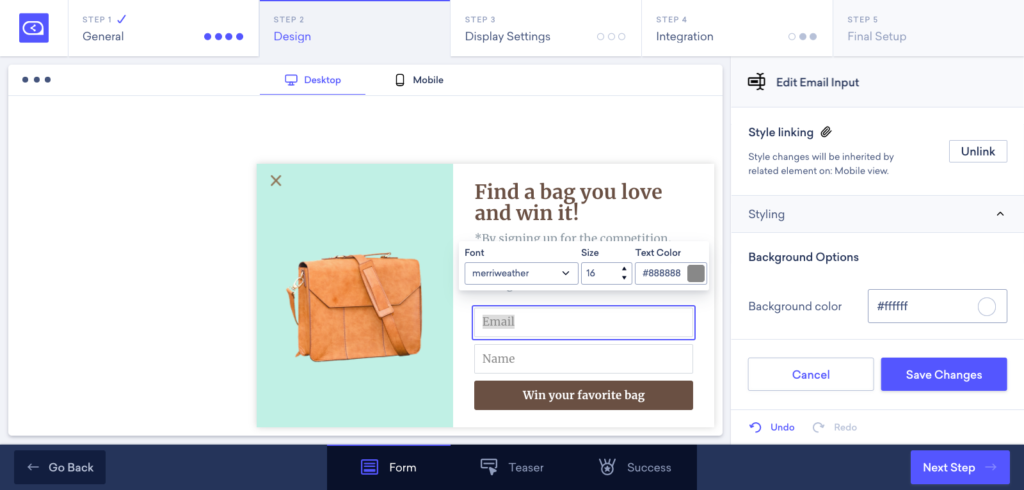 STEP 1
General
STEP 2
Design
STEP 3
Display Settings
STEP 4
Integration
STEP 5
Final Setup
Desktop
Mobile
Find a bag you love
and win it!
*By signing up for the competition,
Font
Size
Text Color
merriweather
16
#888888
Email
Name
Win your favorite bag
Edit Email Input
Style linking
Style changes will be inherited by
related element on: Mobile view.
Unlink
Styling
Background Options
Background color
#ffffff
Cancel
Save Changes
Undo
Redo
Go Back
Form
Teaser
Success
Next Step